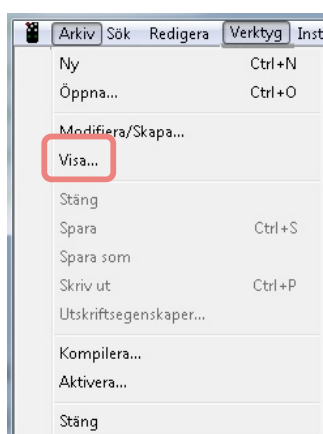 Arkiv Sök Redigera Verktyg Inst
Ny Ctrl+N
Öppna... Ctrl+O
Modifiera/Skapa...
Visa...
Stäng
Spara Ctrl+S
Spara som
Skriv ut Ctrl+P
Utskriftsegenskaper...
Kompilera...
Aktivera...
Stäng